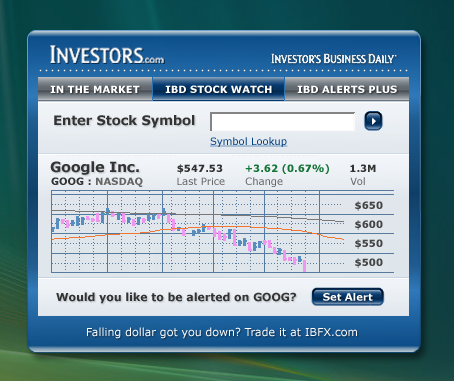 INVESTORS.com
INVESTOR'S BUSINESS DAILY®
IN THE MARKET IBD STOCK WATCH IBD ALERTS PLUS
Enter Stock Symbol
Symbol Lookup
Google Inc. $547.53 +3.62 (0.67%) 1.3M
GOOG : NASDAQ Last Price Change Vol
$650
$600
$550
$500
Would you like to be alerted on GOOG? Set Alert
Falling dollar got you down? Trade it at IBFX.com